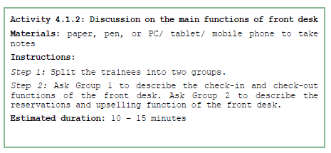 Activity 4.1.2: Discussion on the main functions of front desk
Materials: paper, pen, or PC/ tablet/ mobile phone to take
notes
Instructions:
Step 1: Split the trainees into two groups.
Step 2: Ask Group 1 to describe the check-in and check-out
functions of the front desk. Ask Group 2 to describe the
reservations and upselling function of the front desk.
Estimated duration: 10 - 15 minutes